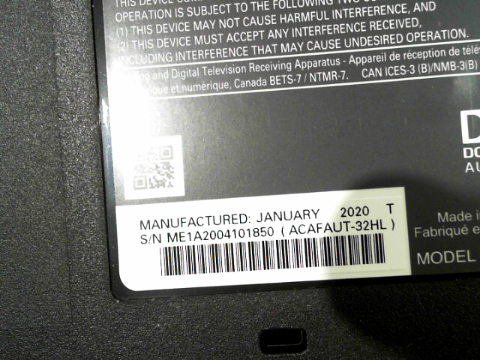 THIS DEVICE
OPERATION IS SUBJECT TO THE FOLLOWING TWO
(1) THIS DEVICE MAY NOT CAUSE HARMFUL INTERFERENCE, AND
(2) THIS DEVICE MUST ACCEPT ANY INTERFERENCE RECEIVED,
INCLUDING INTERFERENCE THAT MAY CAUSE UNDESIRED OPERATION.
and Digital Television Receiving Apparatus - Appareil de réception de
et numérique, Canada BETS-7 / NTMR-7. CAN ICES-3 (B)/NMB-3(B)
MANUFACTURED: JANUARY 2020 T
S/N ME1A2004101850 ( ACAFAUT-32HL )
Made in
Fabriqué
MODEL